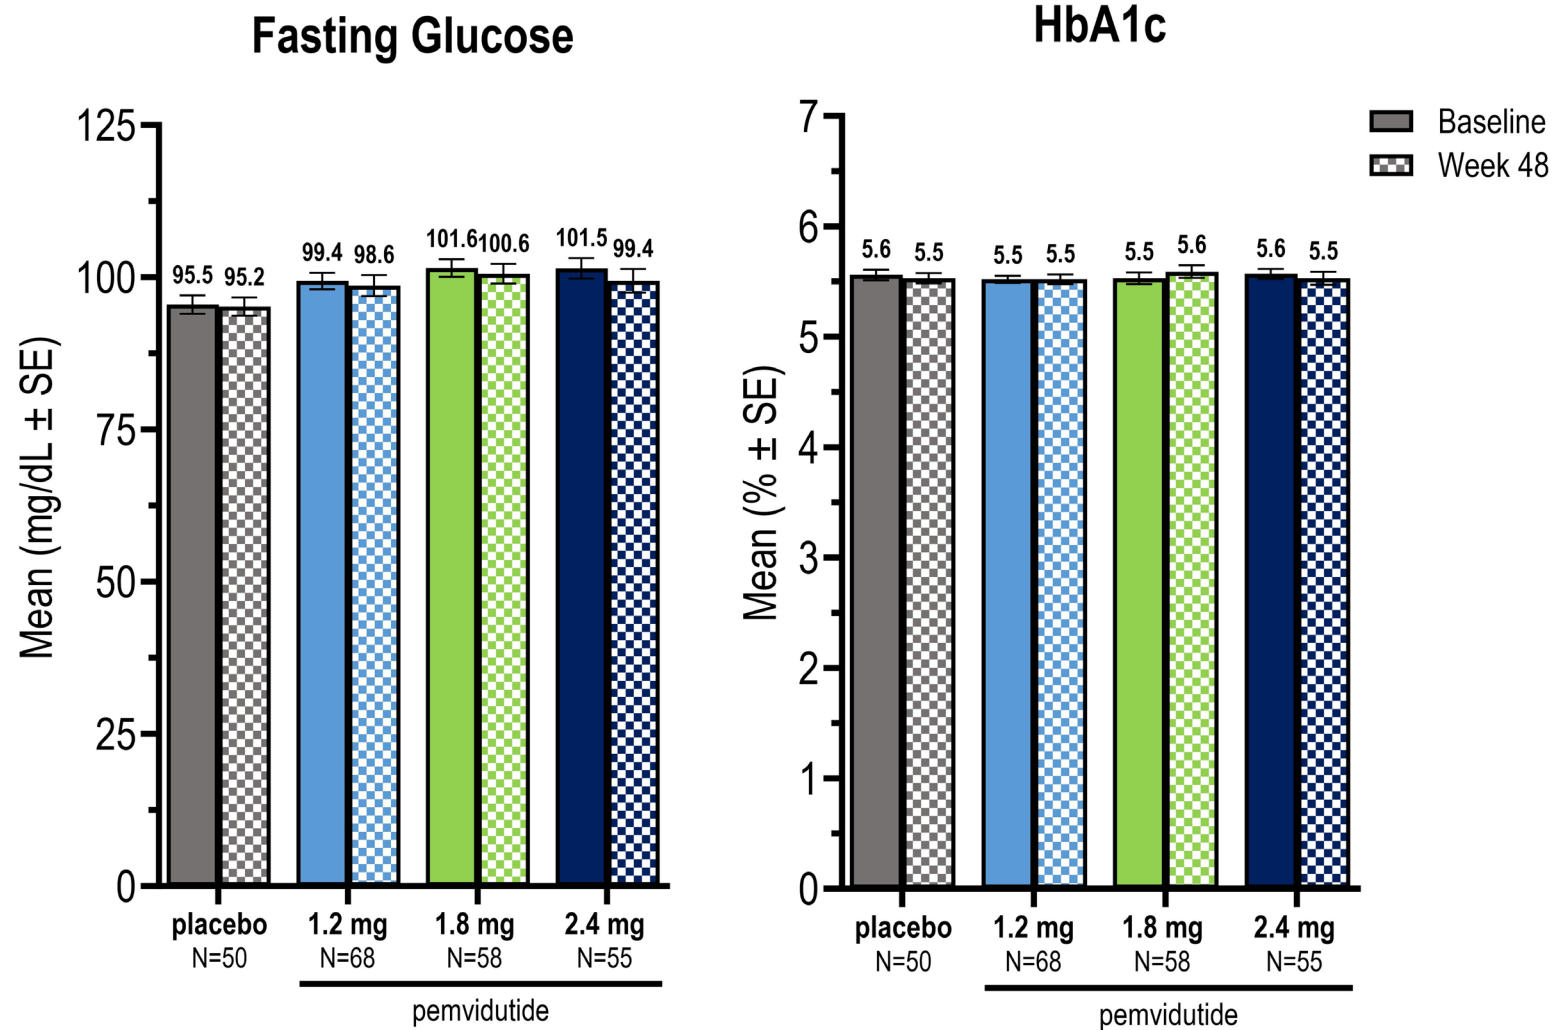 Fasting Glucose
Mean (mg/dL ± SE)
125
100
75
50
25
0
95.5 95.2
99.4 98.6
101.6 100.6
101.5 99.4
placebo 1.2 mg 1.8 mg 2.4 mg
N=50 N=68 N=58 N=55
pemvidutide
HbA1c
Mean (% ± SE)
7
6
5
4
3
2
1
0
5.6 5.5
5.5 5.5
5.5 5.6
5.6 5.5
placebo 1.2 mg 1.8 mg 2.4 mg
N=50 N=68 N=58 N=55
pemvidutide
Baseline
Week 48